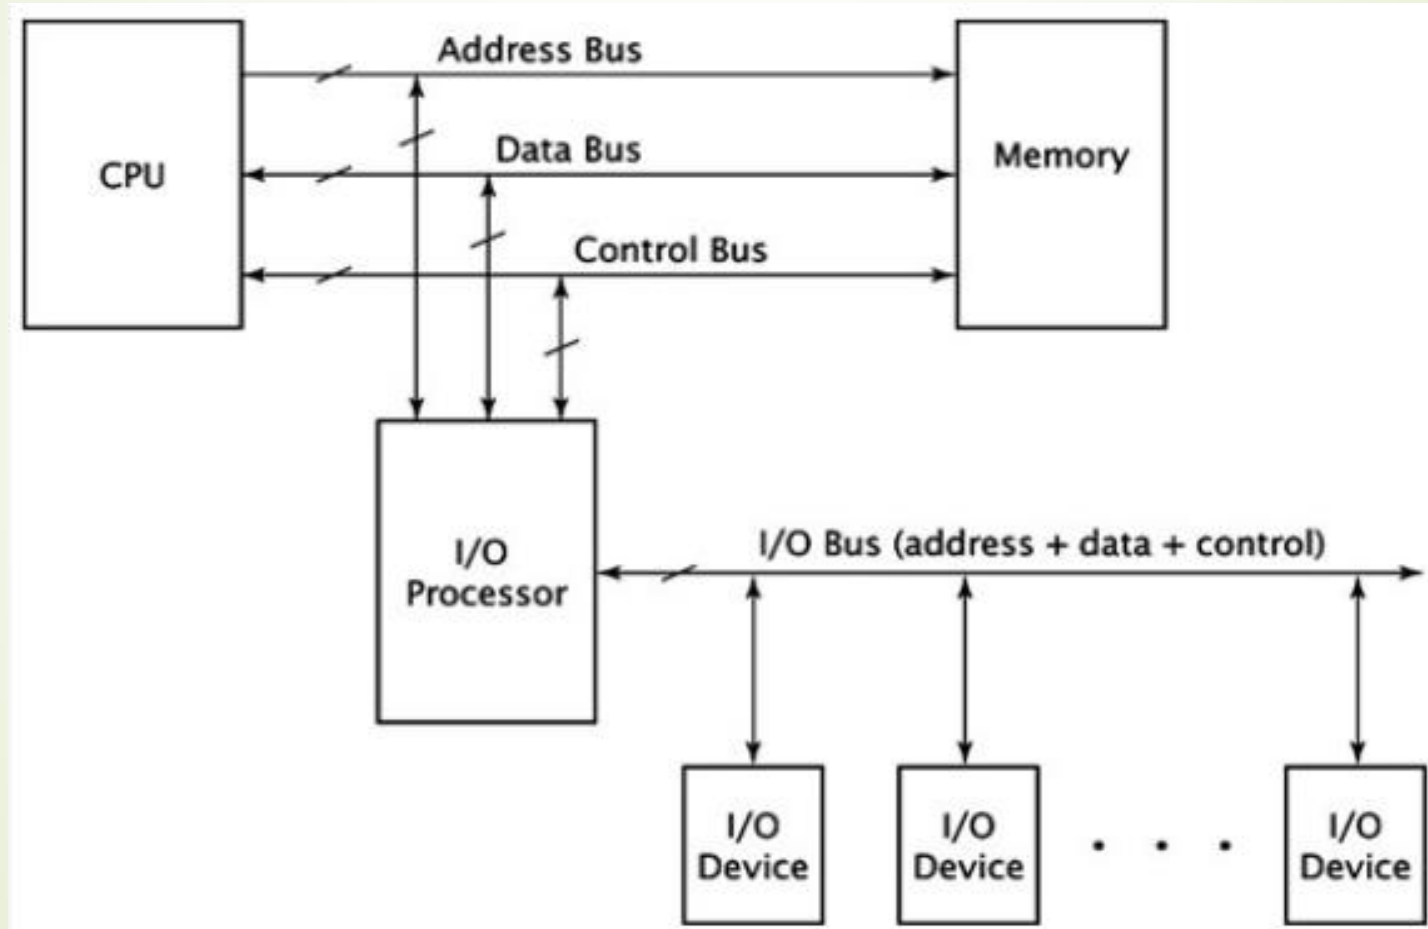 Address Bus
Data Bus
CPU
Memory
Control Bus
I/O
Processor
I/O Bus (address + data + control)
I/O
Device
I/O
Device
. . .
I/O
Device